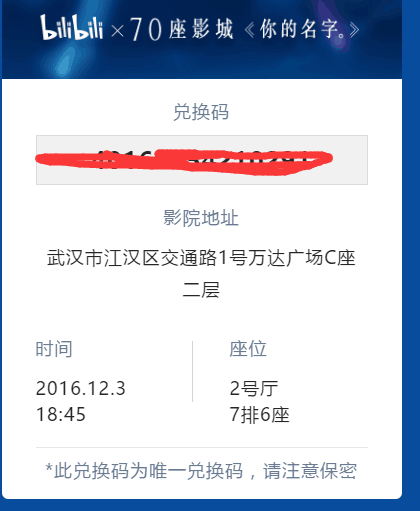 bilibili×70座影城《你的名字。》
兑换码
影院地址
武汉市江汉区交通路1号万达广场C座
二层
时间
座位
2016.12.3
2号厅
18:45
7排6座
*此兑换码为唯一兑换码，请注意保密